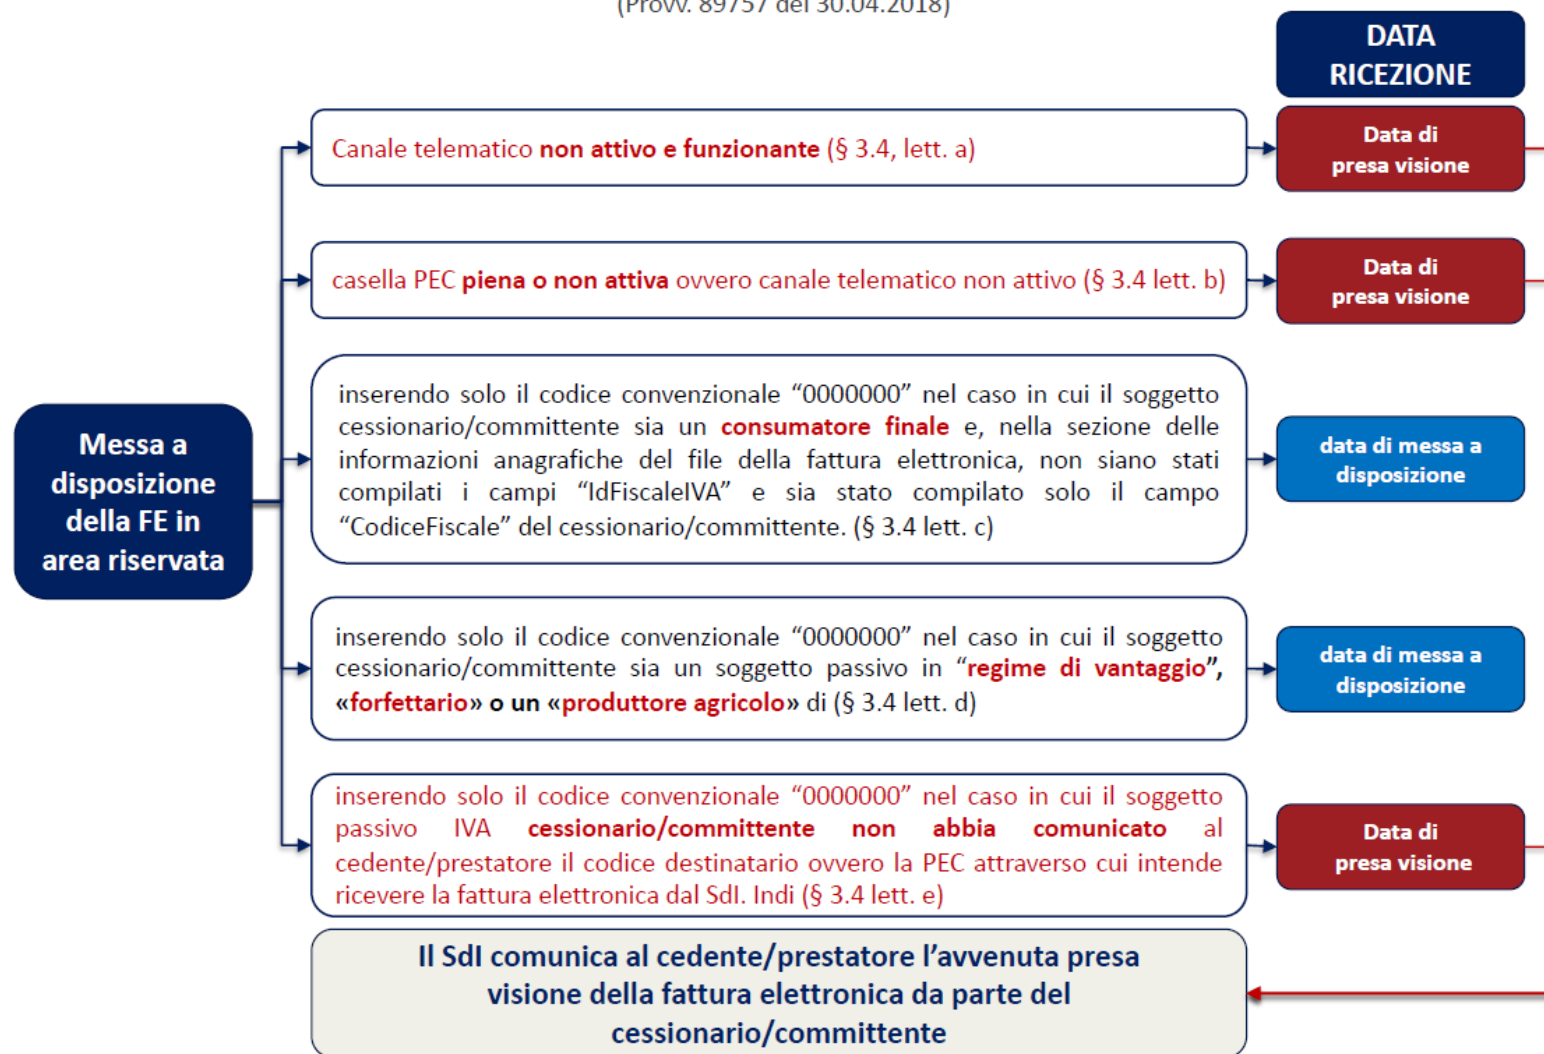 (Provv. 89757 del 30.04.2018)
DATA
RICEZIONE
Canale telematico non attivo e funzionante (§ 3.4, lett. a)
Data di
presa visione
casella PEC piena o non attiva ovvero canale telematico non attivo (§ 3.4 lett. b)
Data di
presa visione
Messa a
disposizione
della FE in
area riservata
inserendo solo il codice convenzionale “0000000” nel caso in cui il soggetto
cessionario/committente sia un consumatore finale e, nella sezione delle
informazioni anagrafiche del file della fattura elettronica, non siano stati
compilati i campi “IdFiscaleIVA” e sia stato compilato solo il campo
“CodiceFiscale” del cessionario/committente. (§ 3.4 lett. c)
data di messa a
disposizione
inserendo solo il codice convenzionale “0000000” nel caso in cui il soggetto
cessionario/committente sia un soggetto passivo in “regime di vantaggio”,
«forfettario» o un «produttore agricolo» di (§ 3.4 lett. d)
data di messa a
disposizione
inserendo solo il codice convenzionale “0000000” nel caso in cui il soggetto
passivo IVA cessionario/committente non abbia comunicato al
cedente/prestatore il codice destinatario ovvero la PEC attraverso cui intende
ricevere la fattura elettronica dal SdI. Indi (§ 3.4 lett. e)
Data di
presa visione
Il SdI comunica al cedente/prestatore l’avvenuta presa
visione della fattura elettronica da parte del
cessionario/committente